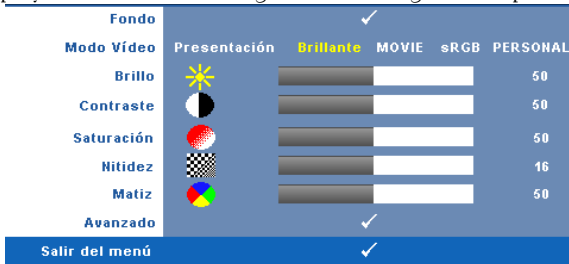 Fondo
Modo Vídeo Presentación Brillante MOVIE sRGB PERSONAL
Brillo 50
Contraste 50
Saturación 50
Nitidez 16
Matiz 50
Avanzado
Salir del menú